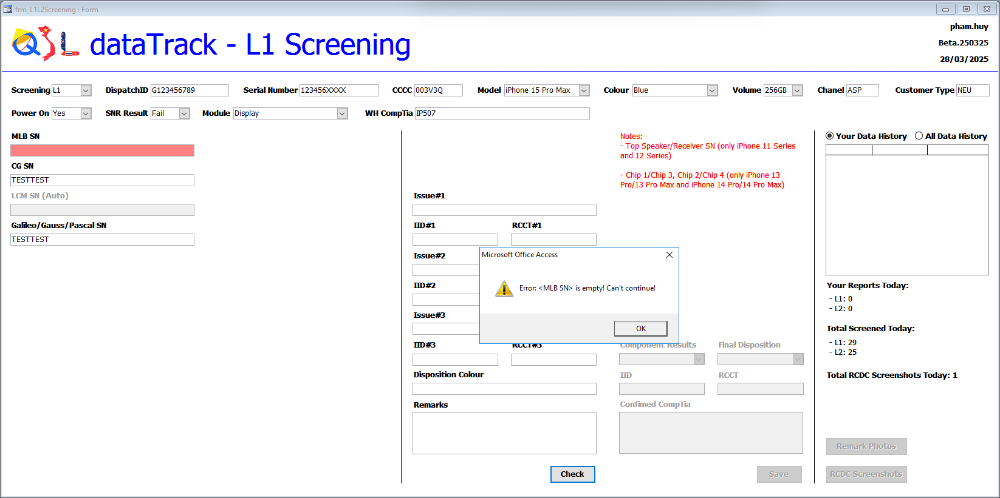 frm_L1L2Screening : Form
QSL dataTrack - L1 Screening
pham.huy
Beta.250325
28/03/2025
Screening L1 DispatchID G123456789 Serial Number 123456XXXX CCCC 003V3Q Model iPhone 15 Pro Max Colour Blue Volume 256GB Chanel ASP Customer Type NEU
Power On Yes SNR Result Fail Module Display WH CompTia IP507
MLB SN
CG SN
TESTTEST
LCM SN (Auto)
Galileo/Gauss/Pascal SN
TESTTEST
Notes:
- Top Speaker/Receiver SN (only iPhone 11 Series
and 12 Series)
- Chip 1/Chip 3, Chip 2/Chip 4 (only iPhone 13
Pro/13 Pro Max and iPhone 14 Pro/14 Pro Max)
Issue#1
IID#1 RCCT#1
Issue#2
IID#2
Issue#3
IID#3 RCCT#3
Disposition Colour
Remarks
Check
Microsoft Office Access
Error: <MLB SN> is empty! Can't continue!
OK
Component Results Final Disposition
IID RCCT
Confimed CompTia
Save
Your Data History All Data History
Your Reports Today:
- L1: 0
- L2: 0
Total Screened Today:
- L1: 29
- L2: 25
Total RCDC Screenshots Today: 1
Remark Photos
RCDC Screenshots